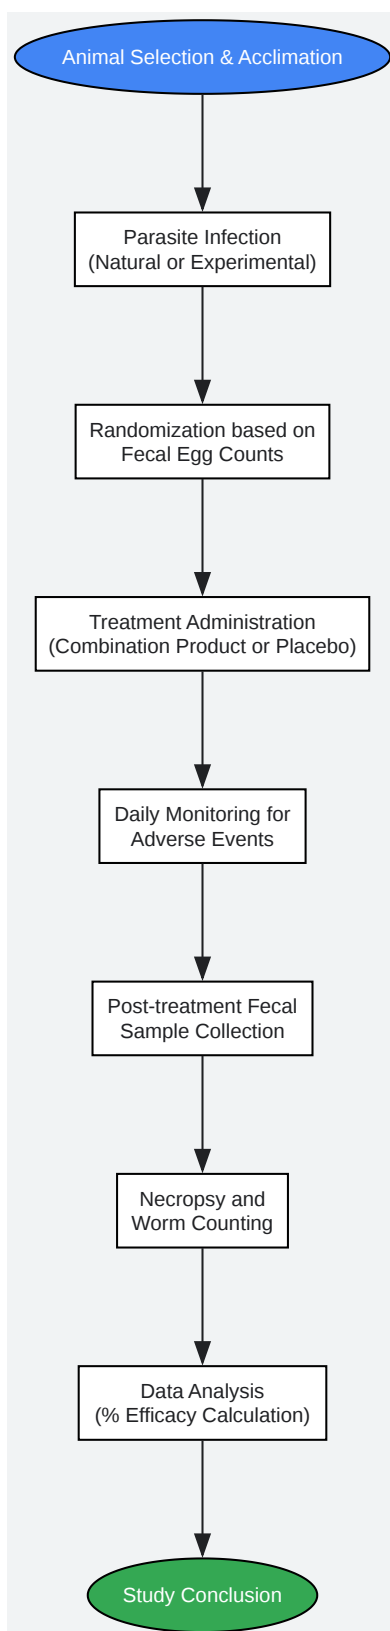 Animal Selection & Acclimation
Parasite Infection
(Natural or Experimental)
Randomization based on
Fecal Egg Counts
Treatment Administration
(Combination Product or Placebo)
Daily Monitoring for
Adverse Events
Post-treatment Fecal
Sample Collection
Necropsy and
Worm Counting
Data Analysis
(% Efficacy Calculation)
Study Conclusion